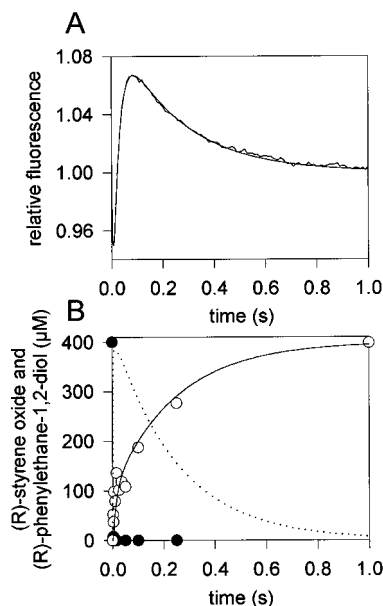 A
relative fluorescence
1.08
1.04
1.00
0.96
0.0 0.2 0.4 0.6 0.8 1.0
time (s)
B
(R)-styrene oxide and
(R)-phenylethane-1,2-diol (µM)
400
300
200
100
0
0.0 0.2 0.4 0.6 0.8 1.0
time (s)